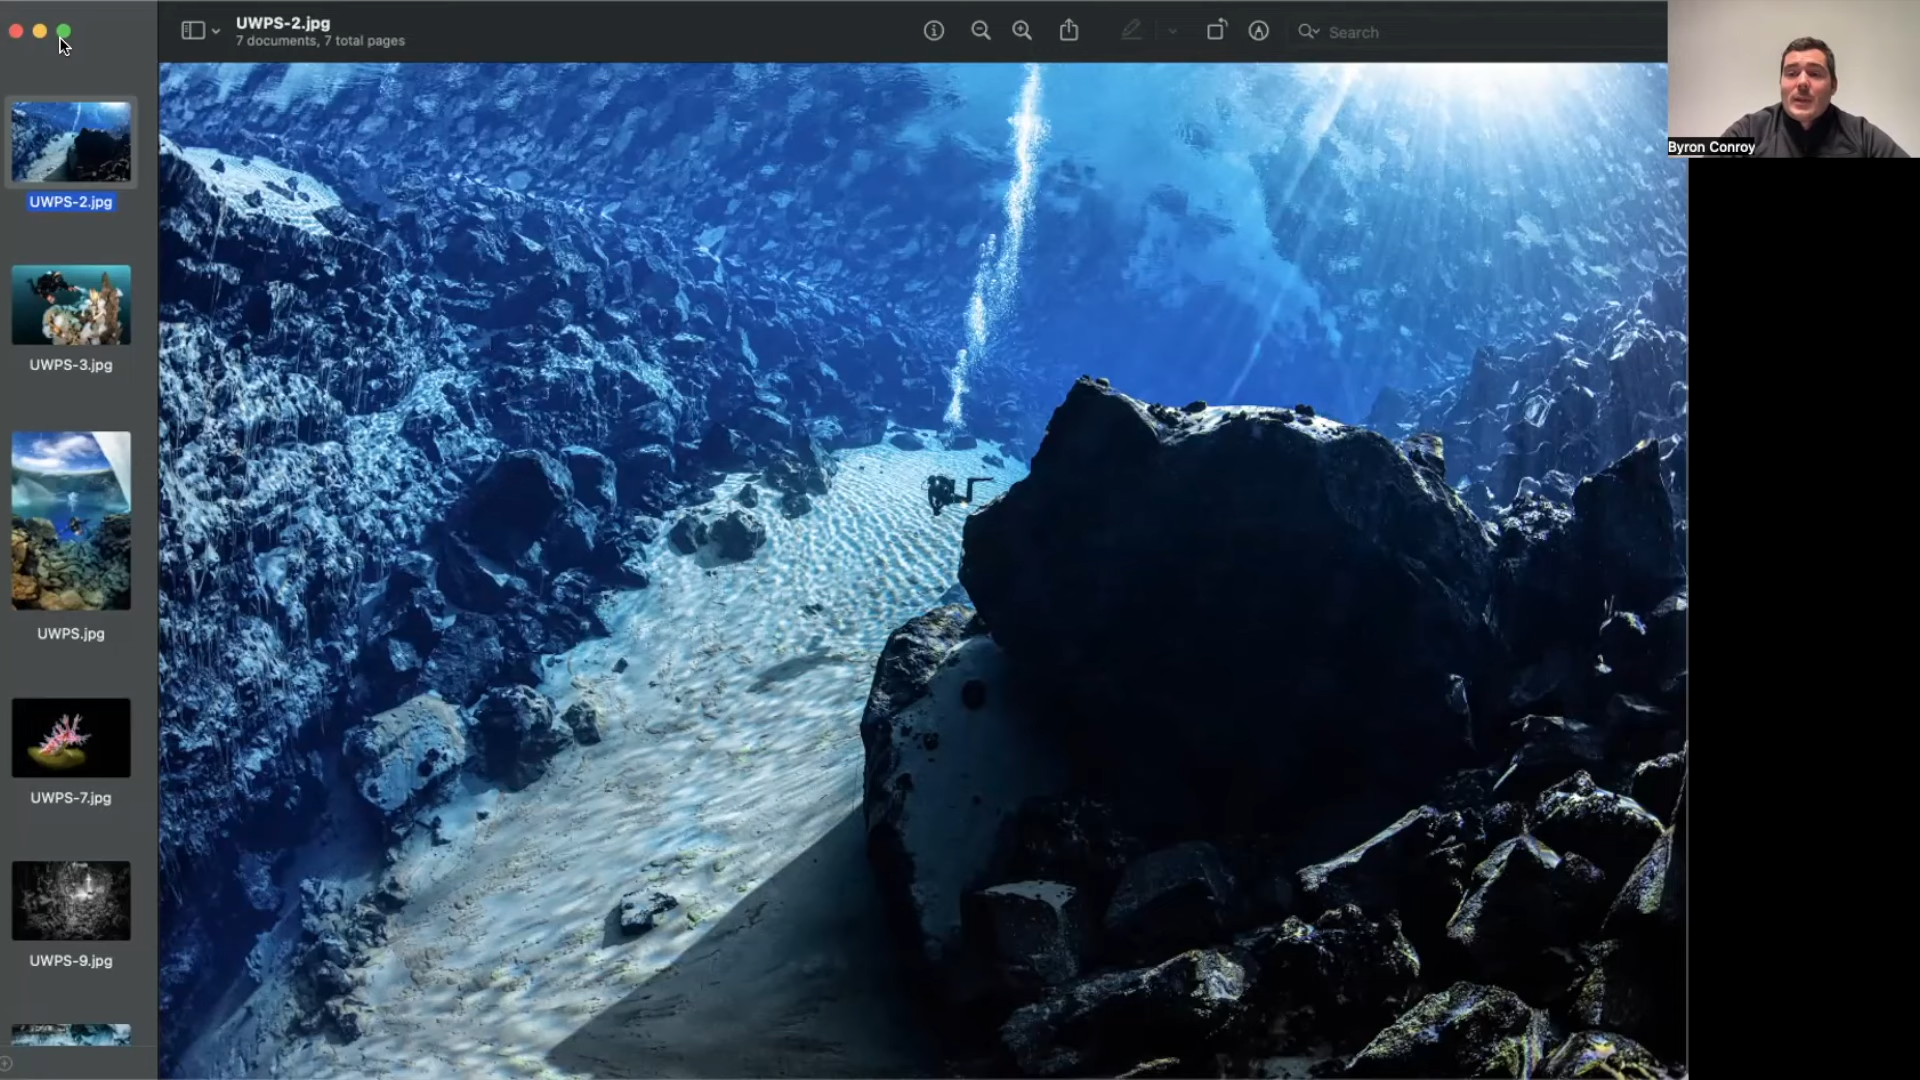 UWPS-2.jpg
7 documents, 7 total pages
Search
Byron Conroy
UWPS-2.jpg
UWPS-3.jpg
UWPS.jpg
UWPS-7.jpg
UWPS-9.jpg